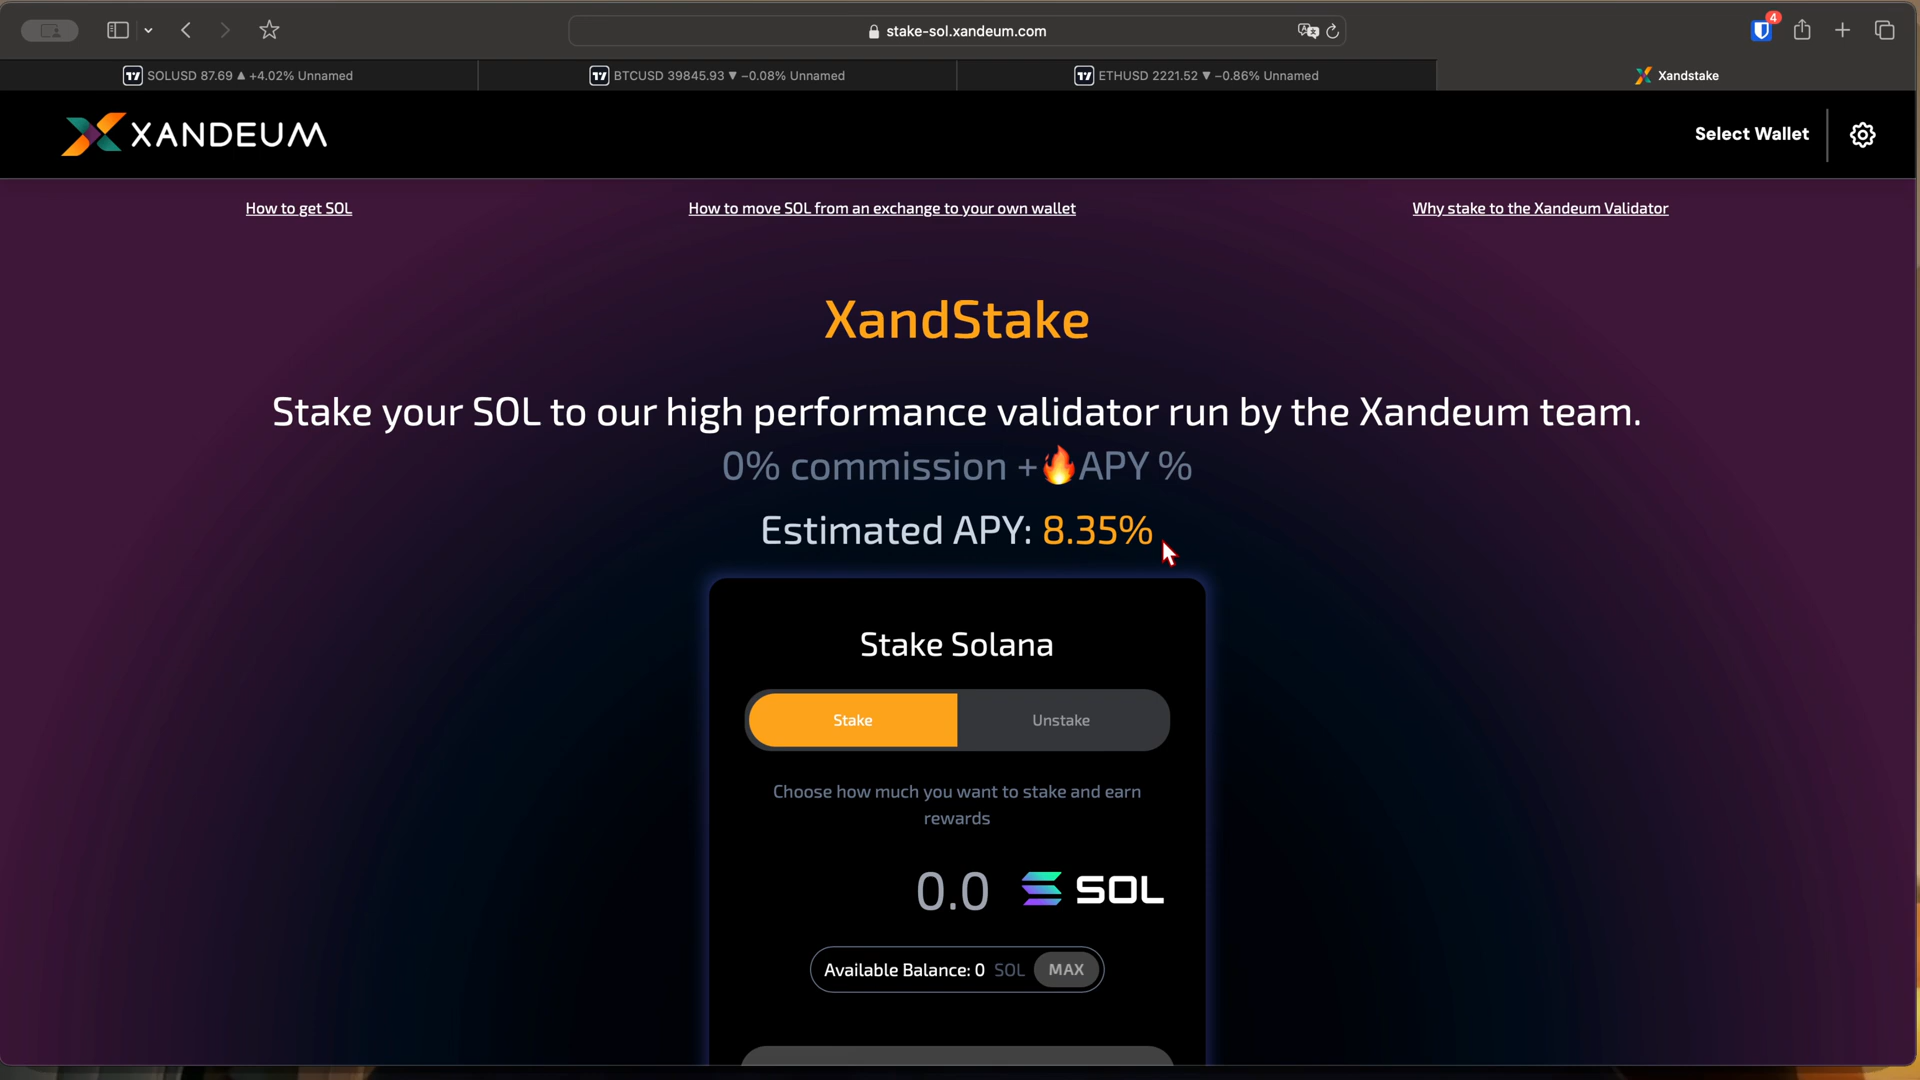 stake-sol.xandeum.com
4
SOLUSD 87.69 ▲ +4.02% Unnamed
BTCUSD 39845.93 ▼ −0.08% Unnamed
ETHUSD 2221.52 ▼ −0.86% Unnamed
Xandstake
XANDEUM
Select Wallet
How to get SOL
How to move SOL from an exchange to your own wallet
Why stake to the Xandeum Validator
XandStake
Stake your SOL to our high performance validator run by the Xandeum team.
0% commission +🔥APY %
Estimated APY: 8.35%
Stake Solana
Stake
Unstake
Choose how much you want to stake and earn
rewards
0.0
SOL
Available Balance: 0 SOL
MAX